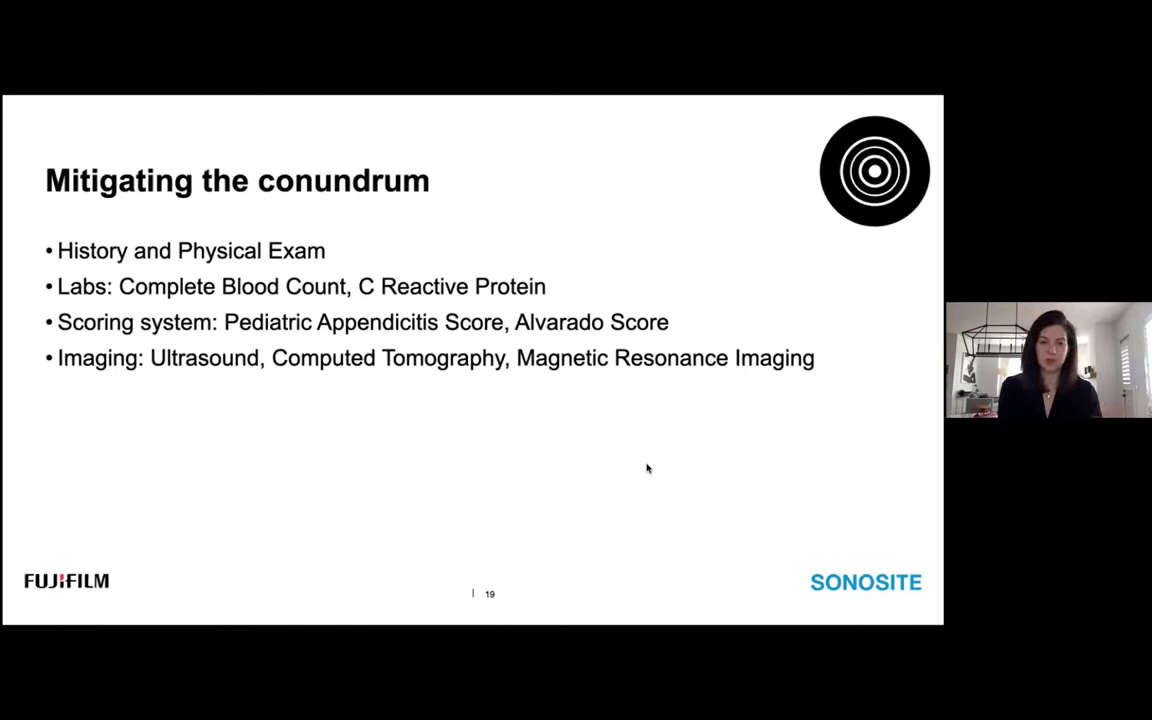 Mitigating the conundrum
• History and Physical Exam
• Labs: Complete Blood Count, C Reactive Protein
• Scoring system: Pediatric Appendicitis Score, Alvarado Score
• Imaging: Ultrasound, Computed Tomography, Magnetic Resonance Imaging
FUJIFILM
| 19
SONOSITE